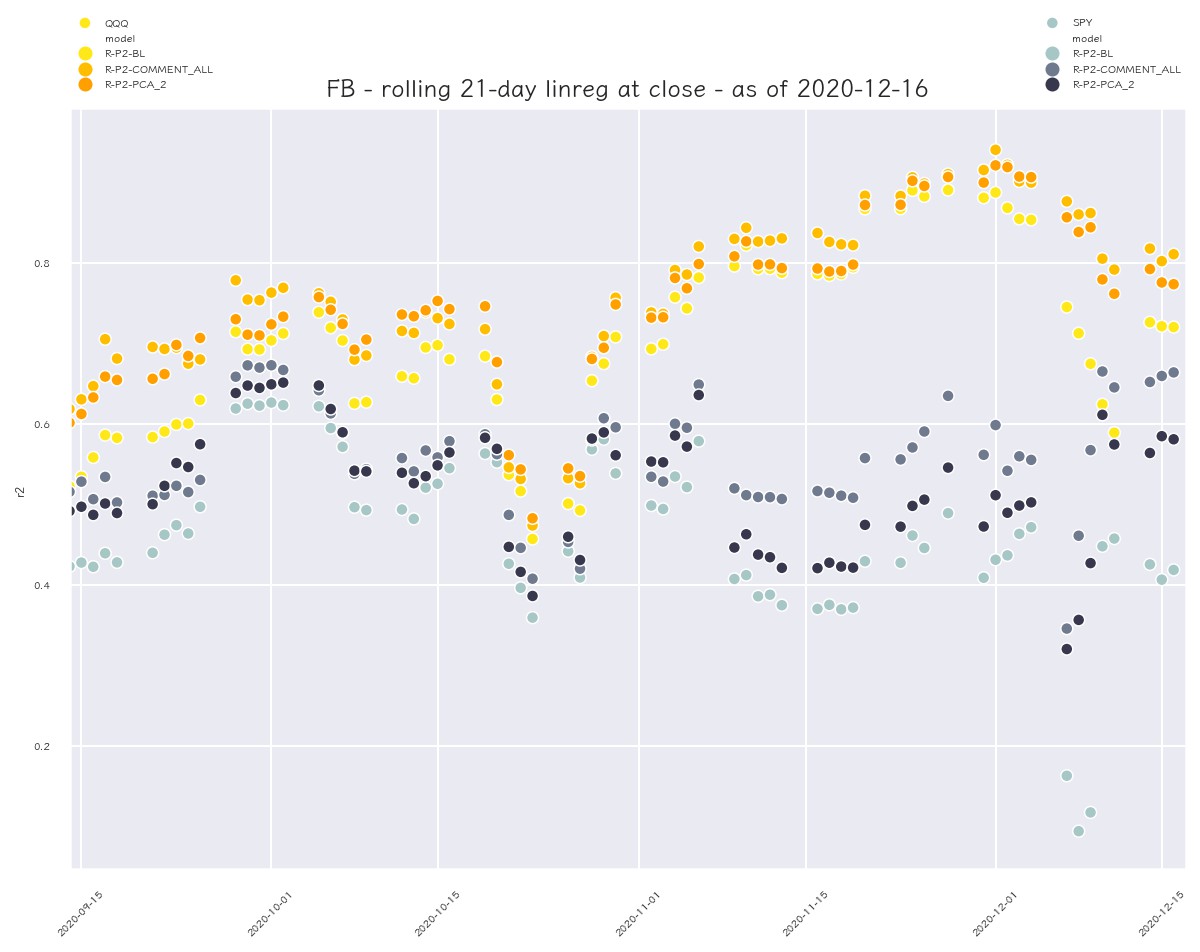 QQQ
model
R-P2-BL
R-P2-COMMENT_ALL
R-P2-PCA_2
SPY
model
R-P2-BL
R-P2-COMMENT_ALL
R-P2-PCA_2
FB - rolling 21-day linreg at close - as of 2020-12-16
0.8
0.6
0.4
0.2
r2
2020-09-15
2020-10-01
2020-10-15
2020-11-01
2020-11-15
2020-12-01
2020-12-15